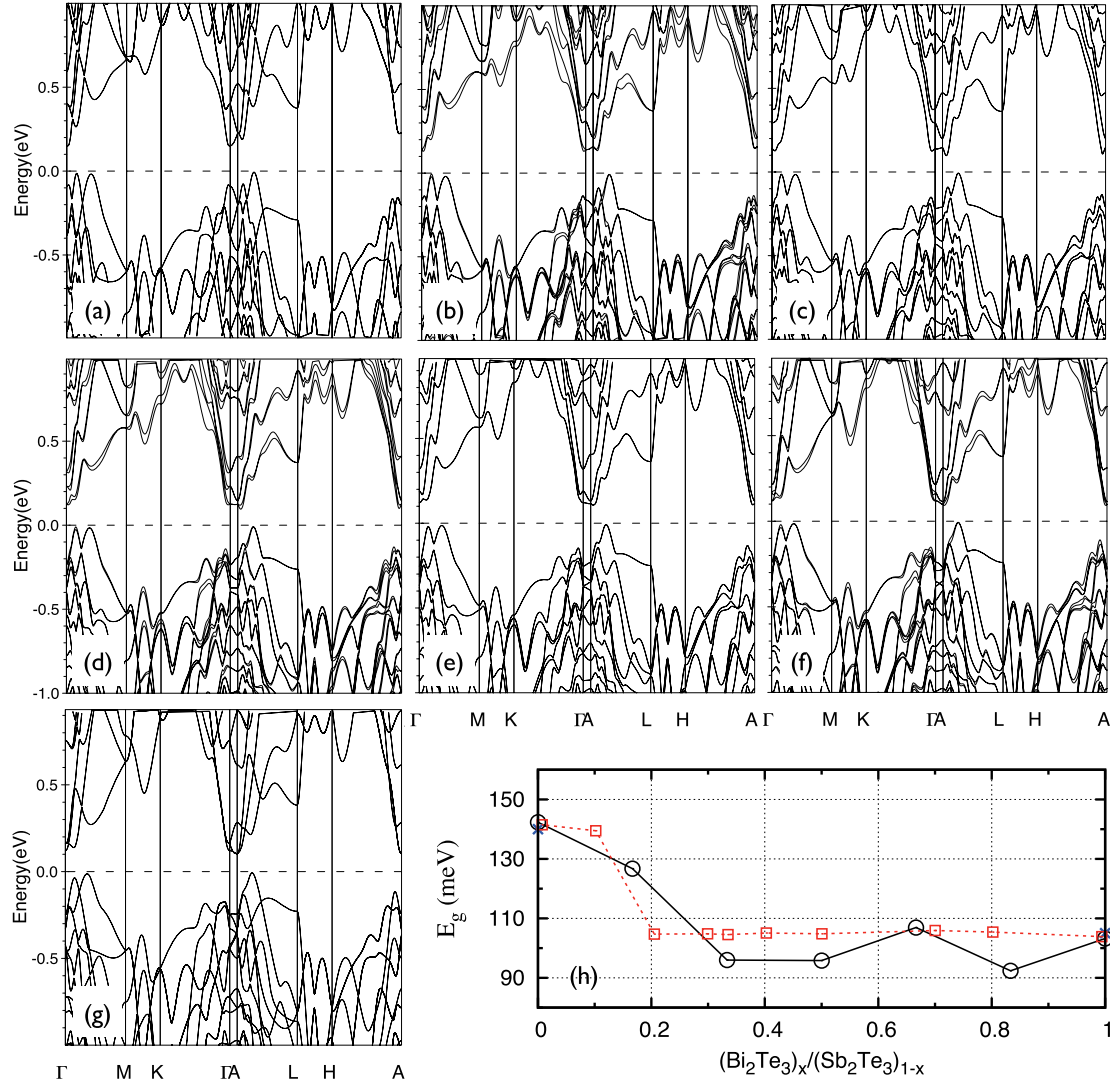 Energy(eV)
0.5
0.0
-0.5
(a)
(b)
(c)
Energy(eV)
0.5
0.0
-0.5
-1.0
(d)
(e)
(f)
Γ M K ΓA L H A Γ M K ΓA L H A
Energy(eV)
0.5
0.0
-0.5
(g)
Γ M K ΓA L H A
E_g (meV)
150
130
110
90
(h)
0 0.2 0.4 0.6 0.8 1
(Bi₂Te₃)ₓ/(Sb₂Te₃)₁₋ₓ